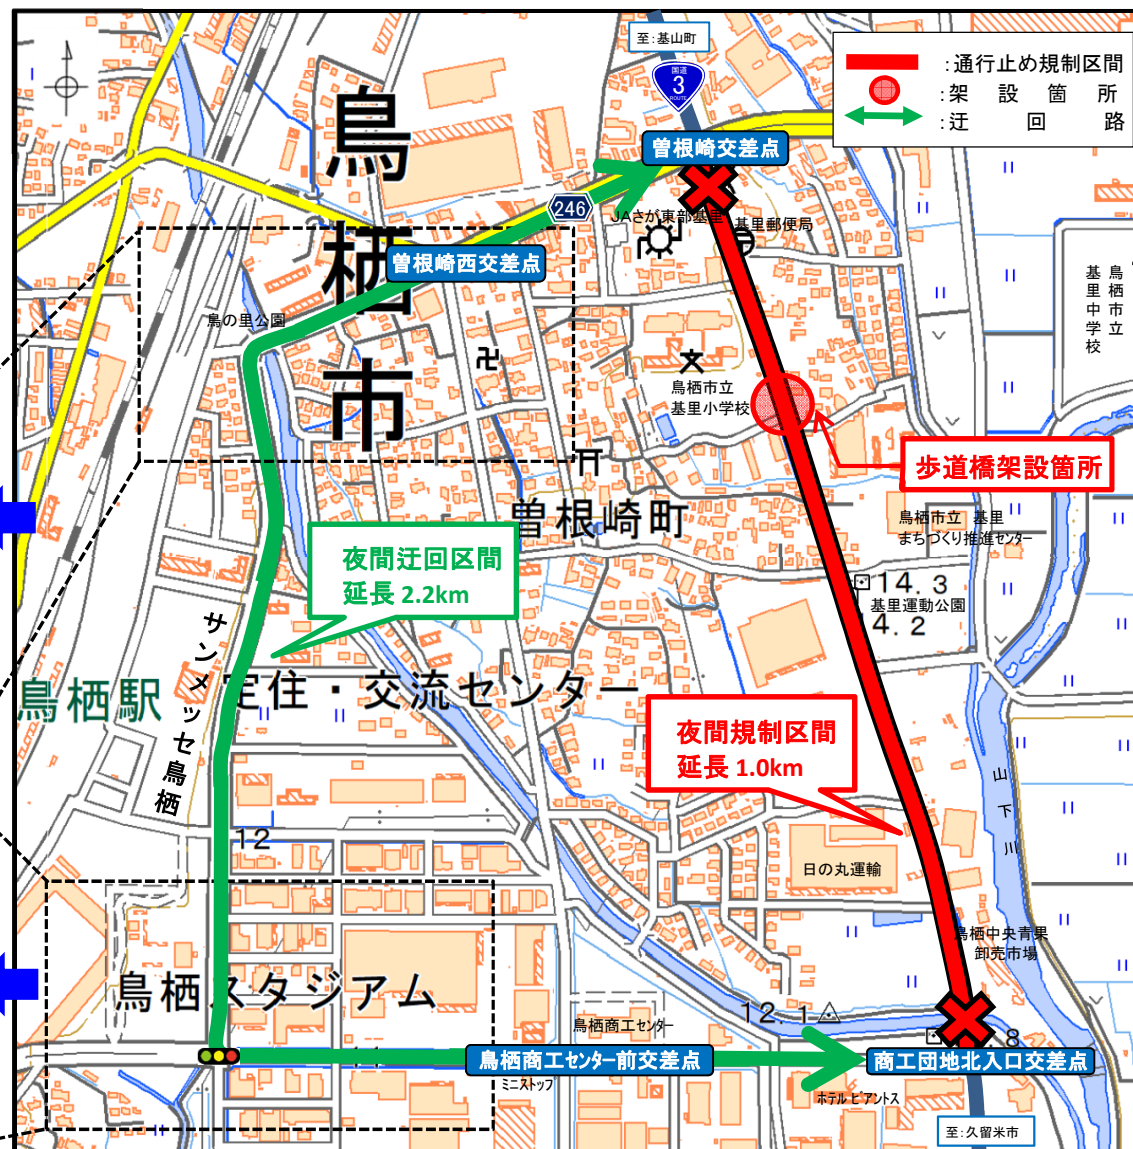 至:基山町
国道
3
ROUTE
:通行止め規制区間
:架設箇所
:迂回路
曽根崎交差点
246
JAさが東部基里
基里郵便局
曽根崎西交差点
鳥栖市
鳥の里公園
鳥栖市立
基里中学校
鳥栖市立
基里小学校
歩道橋架設箇所
曽根崎町
鳥栖市立 基里
まちづくり推進センター
夜間迂回区間
延長 2.2km
14.3
基里運動公園
4.2
サンメッセ鳥栖
鳥栖駅
定住・交流センター
夜間規制区間
延長 1.0km
山下川
12
日の丸運輸
鳥栖中央青果
卸売市場
鳥栖スタジアム
12.1
鳥栖商工センター
.8
鳥栖商工センター前交差点
商工団地北入口交差点
ミニストップ
ホテルビアントス
至:久留米市